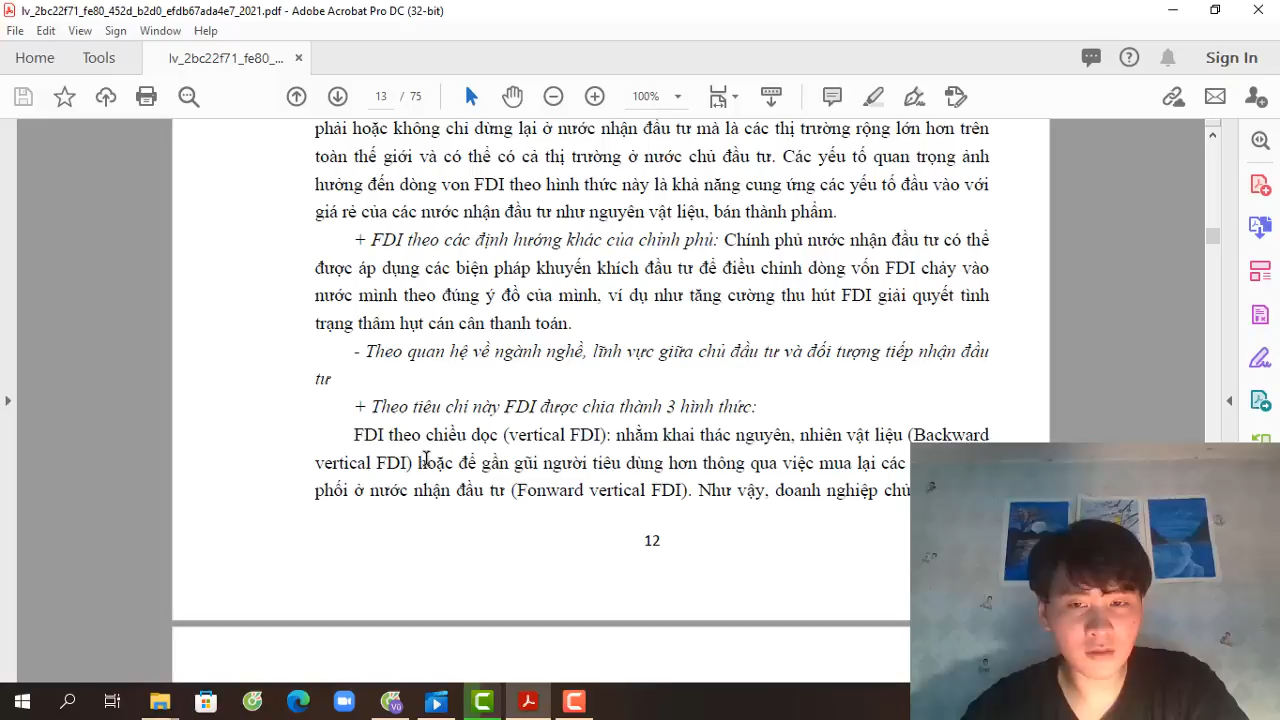 lv_2bc22f71_fe80_452d_b2d0_efdb67ada4e7_2021.pdf - Adobe Acrobat Pro DC (32-bit)
File Edit View Sign Window Help
Home Tools lv_2bc22f71_fe80_... × Sign In
13 / 75 100%
phải hoặc không chỉ dừng lại ở nước nhận đầu tư mà là các thị trường rộng lớn hơn trên
toàn thế giới và có thể có cả thị trường ở nước chủ đầu tư. Các yếu tố quan trọng ảnh
hưởng đến dòng von FDI theo hình thức này là khả năng cung ứng các yếu tố đầu vào với
giá rẻ của các nước nhận đầu tư như nguyên vật liệu, bán thành phẩm.
+ FDI theo các định hướng khác của chính phủ: Chính phủ nước nhận đầu tư có thể
được áp dụng các biện pháp khuyến khích đầu tư để điều chỉnh dòng vốn FDI chảy vào
nước mình theo đúng ý đồ của mình, ví dụ như tăng cường thu hút FDI giải quyết tình
trạng thâm hụt cán cân thanh toán.
- Theo quan hệ về ngành nghề, lĩnh vực giữa chủ đầu tư và đối tượng tiếp nhận đầu
tư
+ Theo tiêu chí này FDI được chia thành 3 hình thức:
FDI theo chiều dọc (vertical FDI): nhằm khai thác nguyên, nhiên vật liệu (Backward
vertical FDI) hoặc để gần gũi người tiêu dùng hơn thông qua việc mua lại các
phối ở nước nhận đầu tư (Fonward vertical FDI). Như vậy, doanh nghiệp chủ
12